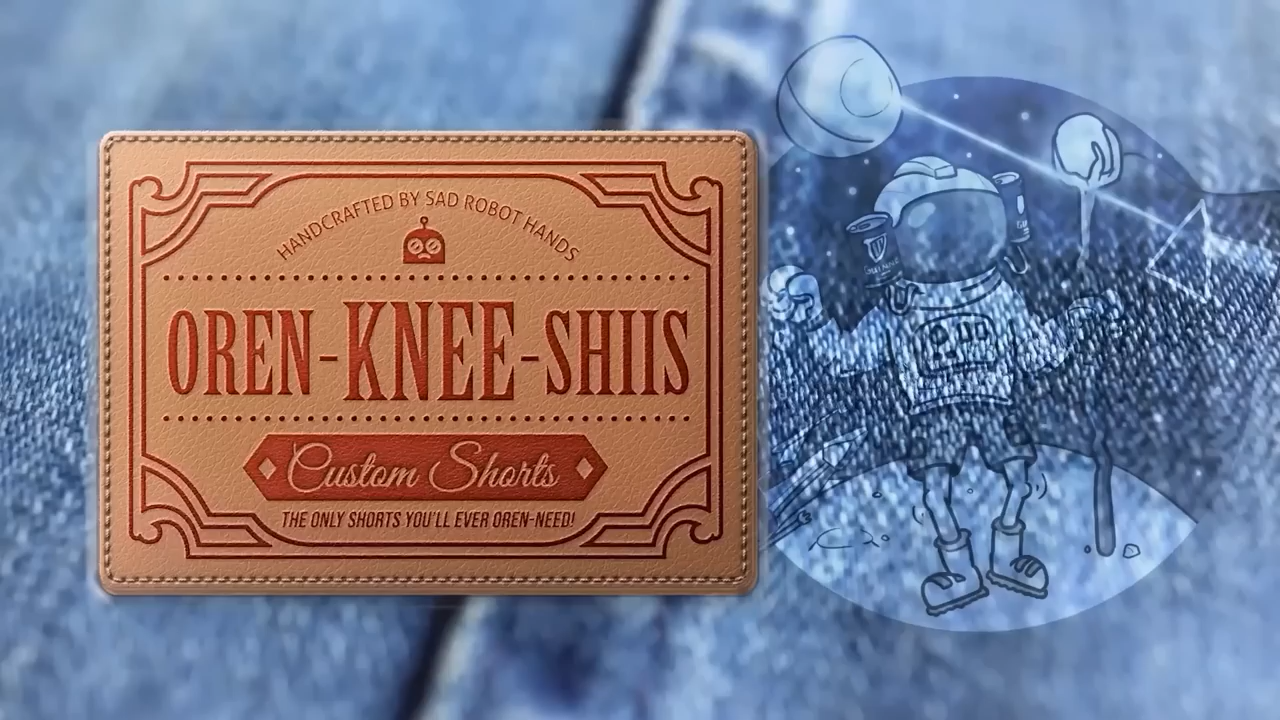 HANDCRAFTED BY SAD ROBOT HANDS
OREN-KNEE-SHIIS
Custom Shorts
THE ONLY SHORTS YOU'LL EVER OREN-NEED!